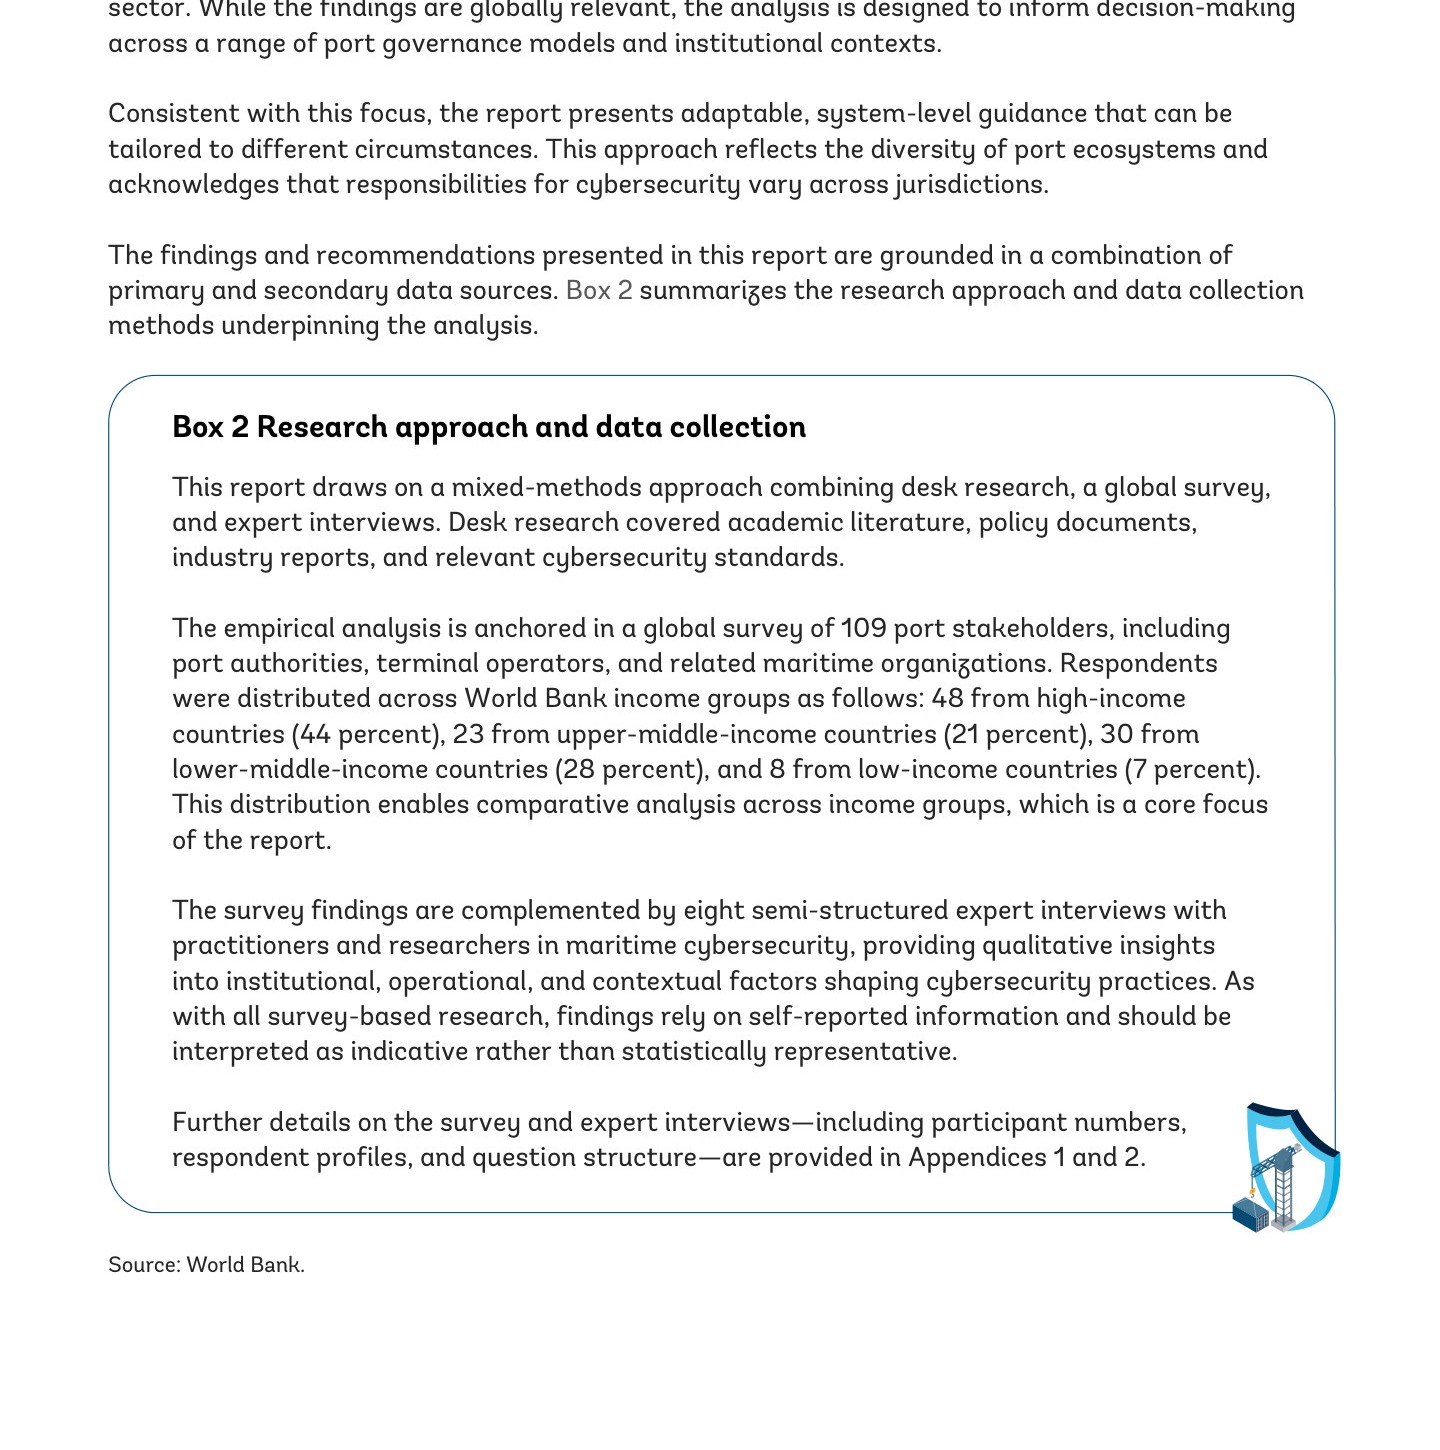 sector. While the findings are globally relevant, the analysis is designed to inform decision-making
across a range of port governance models and institutional contexts.
Consistent with this focus, the report presents adaptable, system-level guidance that can be
tailored to different circumstances. This approach reflects the diversity of port ecosystems and
acknowledges that responsibilities for cybersecurity vary across jurisdictions.
The findings and recommendations presented in this report are grounded in a combination of
primary and secondary data sources. Box 2 summarizes the research approach and data collection
methods underpinning the analysis.
Box 2 Research approach and data collection
This report draws on a mixed-methods approach combining desk research, a global survey,
and expert interviews. Desk research covered academic literature, policy documents,
industry reports, and relevant cybersecurity standards.
The empirical analysis is anchored in a global survey of 109 port stakeholders, including
port authorities, terminal operators, and related maritime organizations. Respondents
were distributed across World Bank income groups as follows: 48 from high-income
countries (44 percent), 23 from upper-middle-income countries (21 percent), 30 from
lower-middle-income countries (28 percent), and 8 from low-income countries (7 percent).
This distribution enables comparative analysis across income groups, which is a core focus
of the report.
The survey findings are complemented by eight semi-structured expert interviews with
practitioners and researchers in maritime cybersecurity, providing qualitative insights
into institutional, operational, and contextual factors shaping cybersecurity practices. As
with all survey-based research, findings rely on self-reported information and should be
interpreted as indicative rather than statistically representative.
Further details on the survey and expert interviews—including participant numbers,
respondent profiles, and question structure—are provided in Appendices 1 and 2.
Source: World Bank.